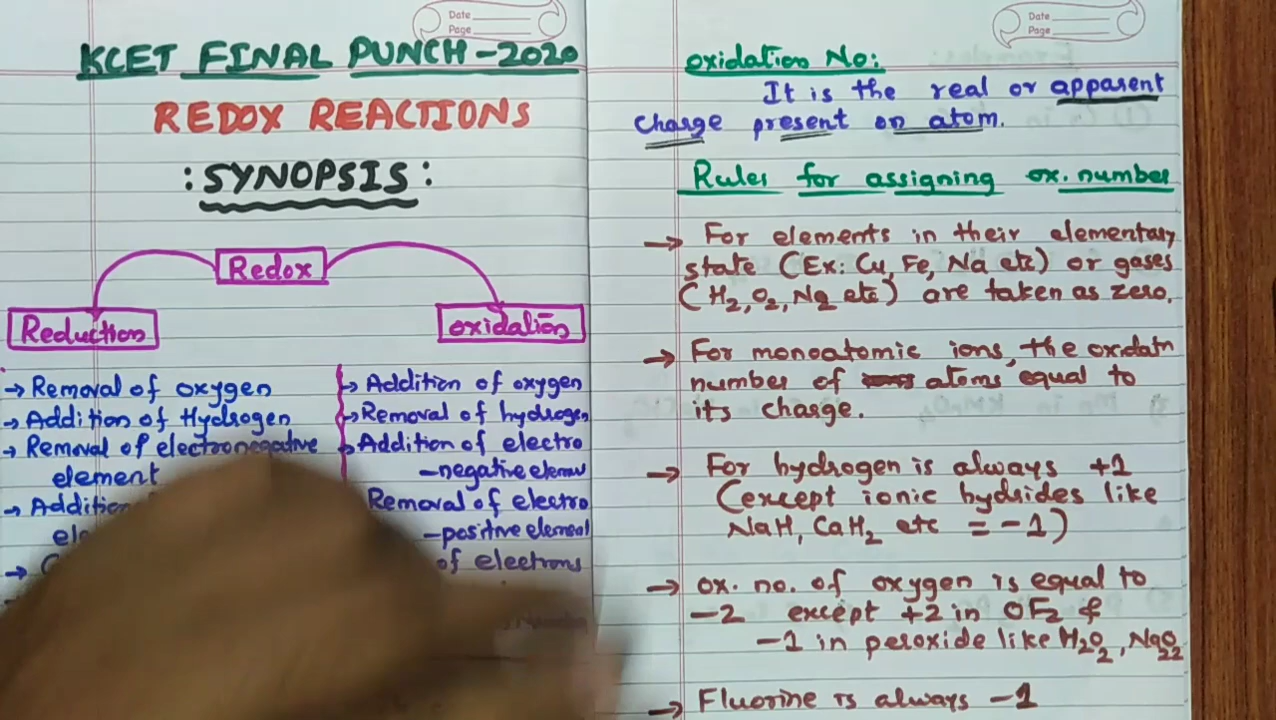 Date
Page
KCET FINAL PUNCH-2020
REDOX REACTIONS
:SYNOPSIS:
Redox
Reduction
oxidation
→ Removal of oxygen
→ Addition of Hydrogen
→ Removal of electronegative
element
→ Addition
→ Addition of oxygen
→ Removal of hydrogen
→ Addition of electro
-negative
Removal of electro
-positive element
of electrons
Date
Page
oxidation No:
It is the real or apparent
charge present on atom.
Rules for assigning ox. number
→ For elements in their elementary
state (Ex: Cu, Fe, Na etc) or gases
(H2, O2, N2 etc) are taken as zero.
→ For monoatomic ions, the oxidatn
number of atoms equal to
its charge.
→ For hydrogen is always +1
(except ionic hydrides like
NaH, CaH2 etc = -1)
→ ox. no. of oxygen is equal to
-2 except +2 in OF2 &
-1 in peroxide like H2O2, Na2O2
→ Fluorine is always -1